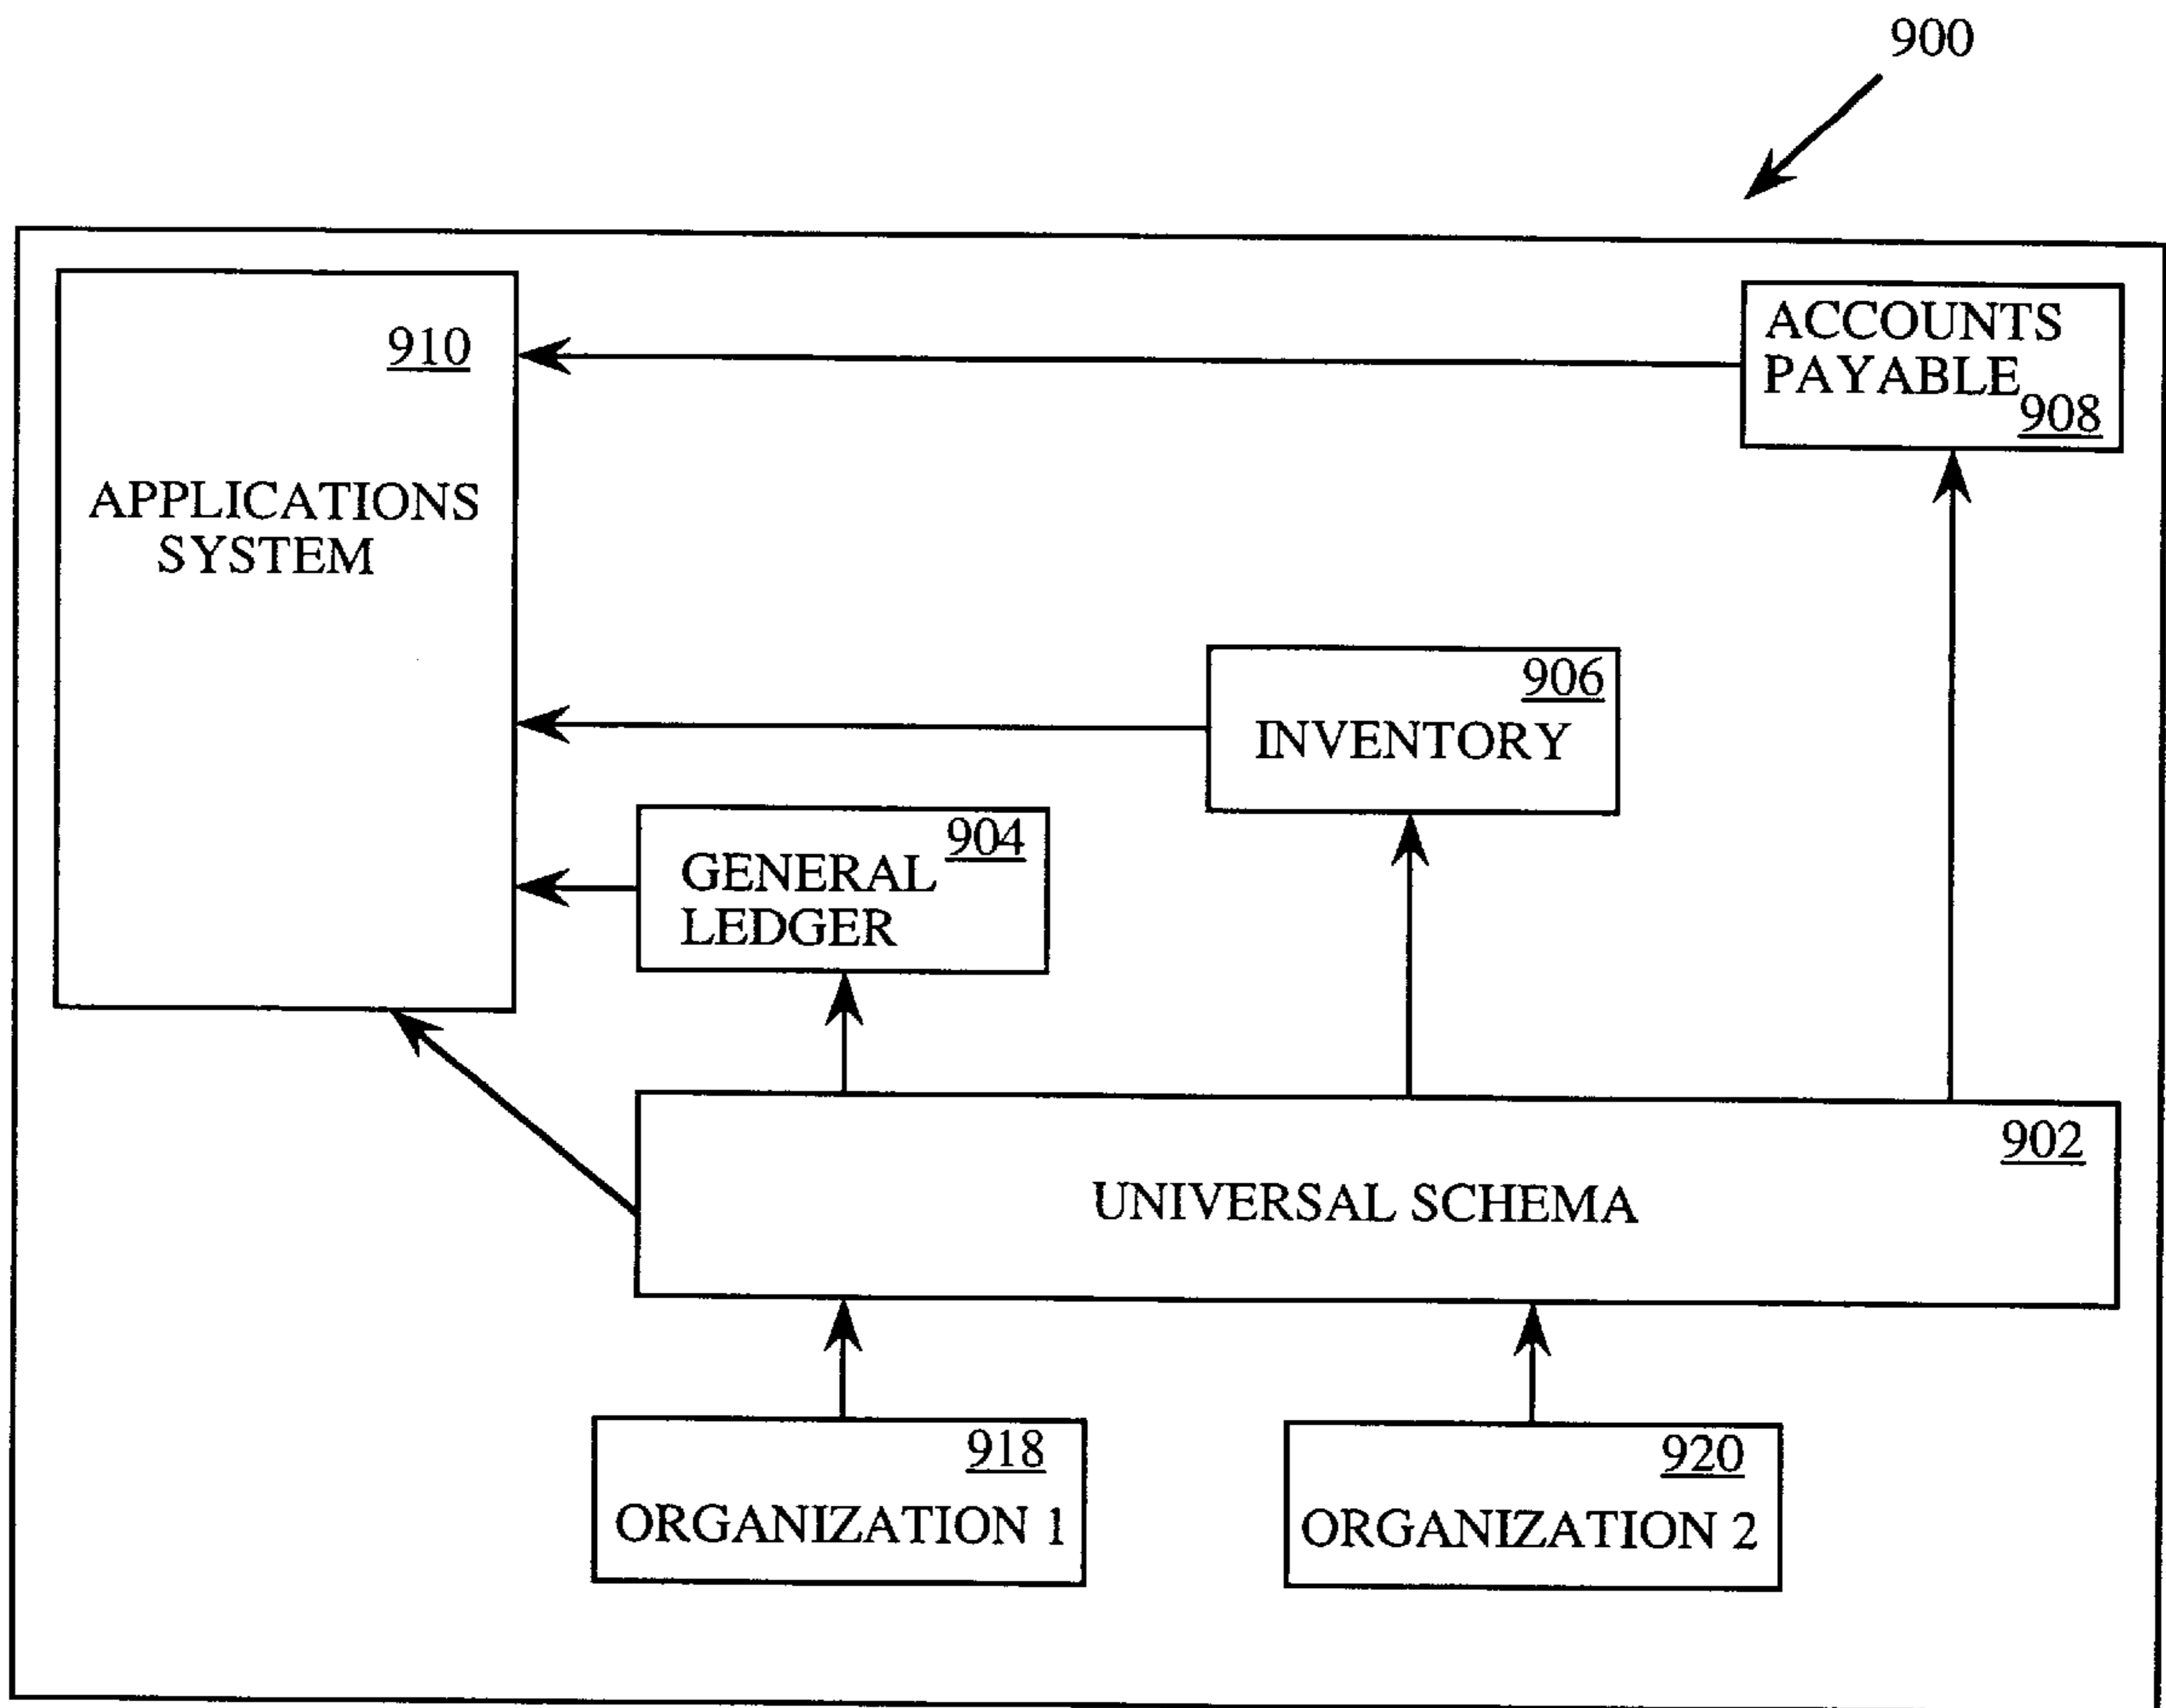 900
910
APPLICATIONS
SYSTEM
ACCOUNTS
PAYABLE
908
906
INVENTORY
904
GENERAL
LEDGER
902
UNIVERSAL SCHEMA
918
ORGANIZATION 1
920
ORGANIZATION 2